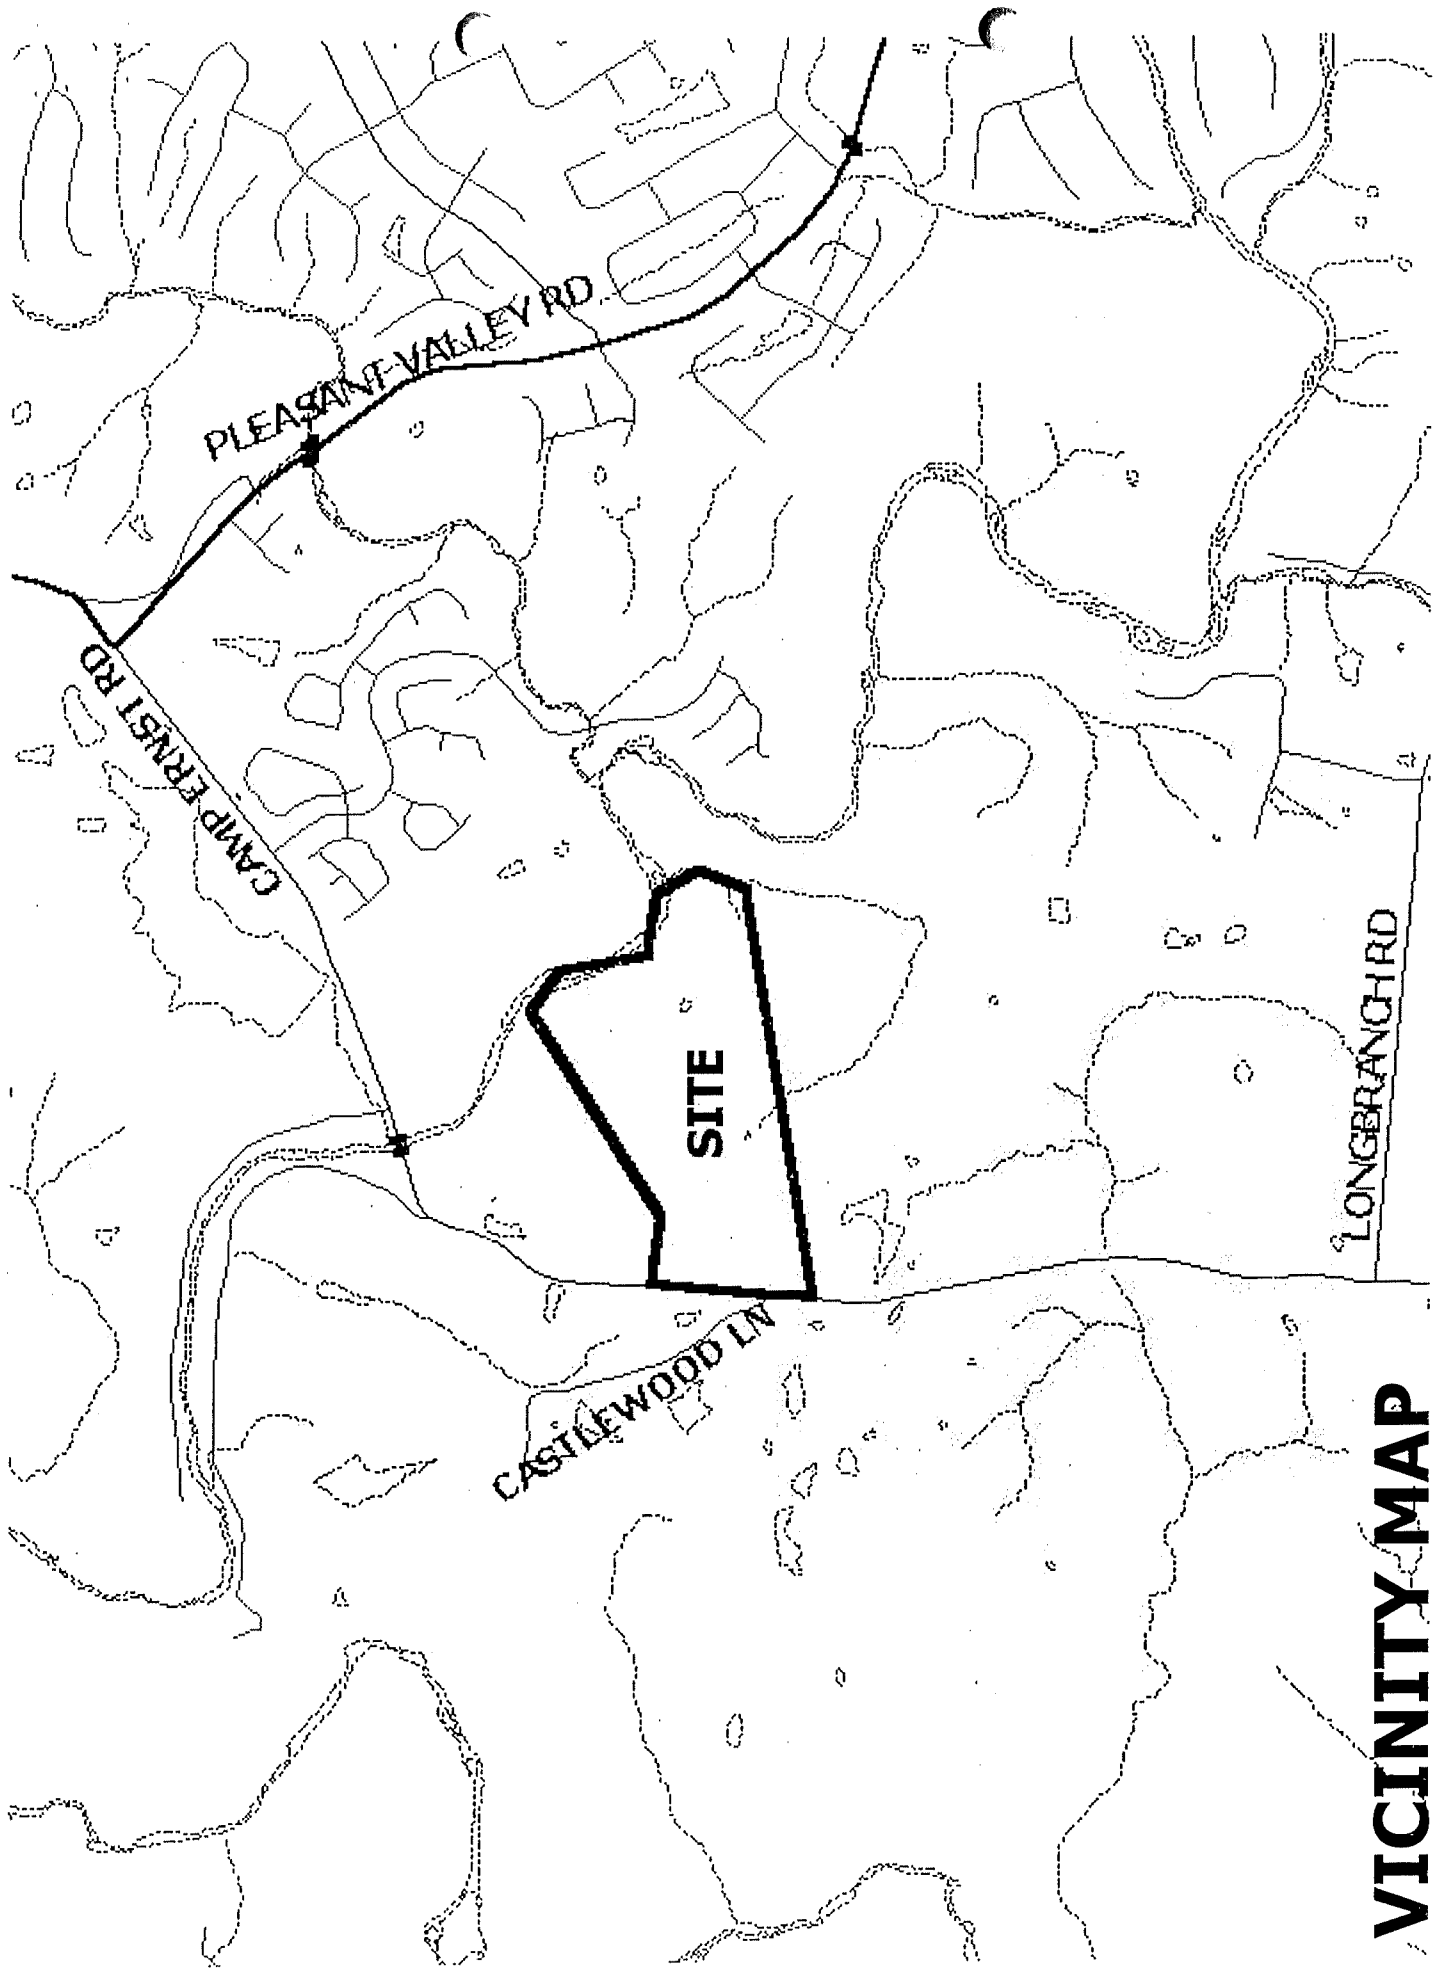 PLEASANT VALLEY RD
CAMP ERNST RD
SITE
CASTLEWOOD LN
LONGBRANCH RD
VICINITY MAP